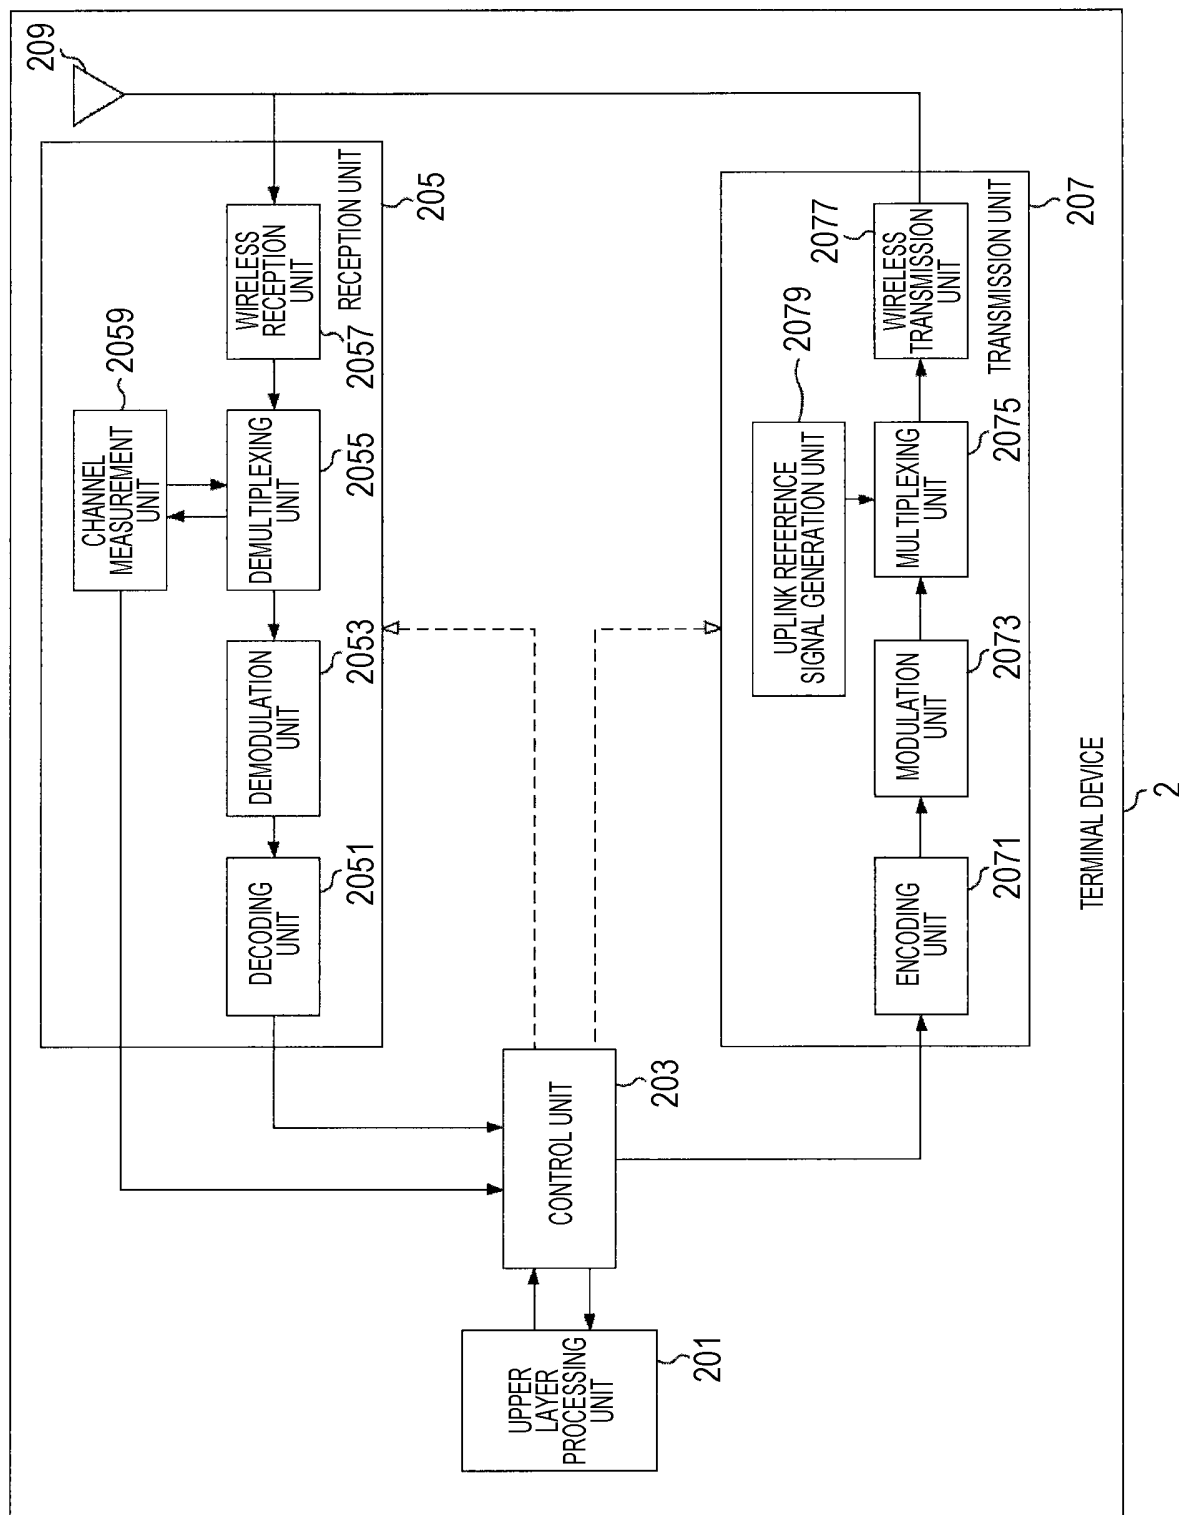 TERMINAL DEVICE
2
UPPER
LAYER
PROCESSING
UNIT
201
CONTROL UNIT
203
RECEPTION UNIT
205
DECODING
UNIT
2051
DEMODULATION
UNIT
2053
DEMULTIPLEXING
UNIT
2055
WIRELESS
RECEPTION
UNIT
2057
CHANNEL
MEASUREMENT
UNIT
2059
209
TRANSMISSION UNIT
207
ENCODING
UNIT
2071
MODULATION
UNIT
2073
MULTIPLEXING
UNIT
2075
WIRELESS
TRANSMISSION
UNIT
2077
UPLINK REFERENCE
SIGNAL GENERATION UNIT
2079